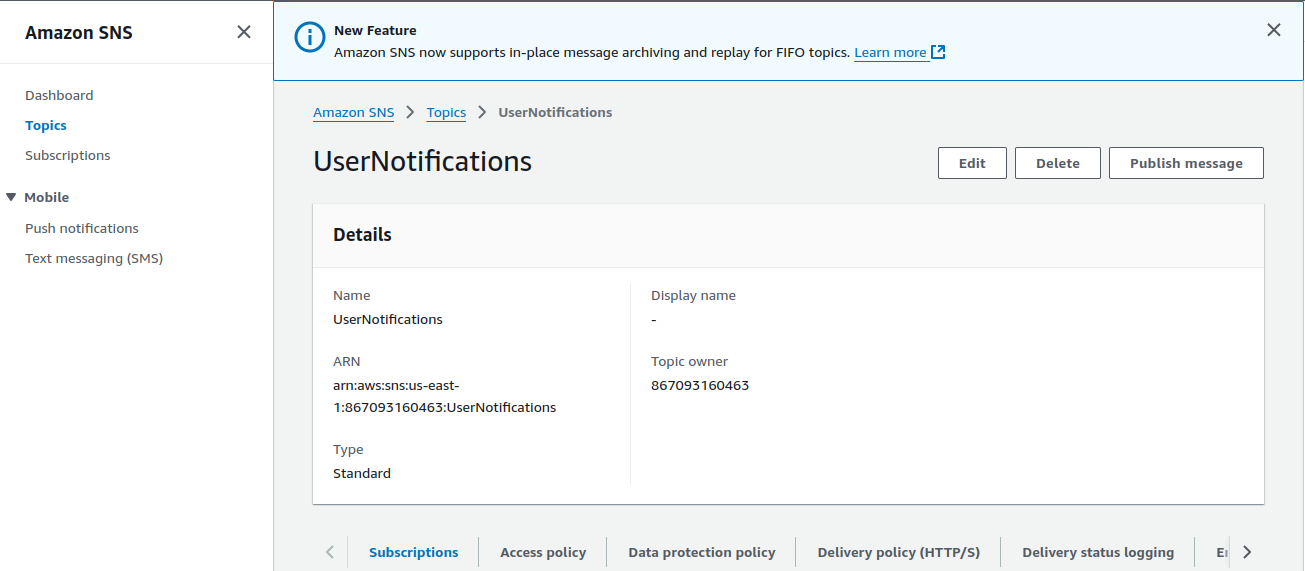 Amazon SNS
Dashboard
Topics
Subscriptions
Mobile
Push notifications
Text messaging (SMS)
New Feature
Amazon SNS now supports in-place message archiving and replay for FIFO topics. Learn more
Amazon SNS > Topics > UserNotifications
UserNotifications
Edit
Delete
Publish message
Details
Name
UserNotifications
ARN
arn:aws:sns:us-east-
1:867093160463:UserNotifications
Type
Standard
Display name
-
Topic owner
867093160463
Subscriptions
Access policy
Data protection policy
Delivery policy (HTTP/S)
Delivery status logging